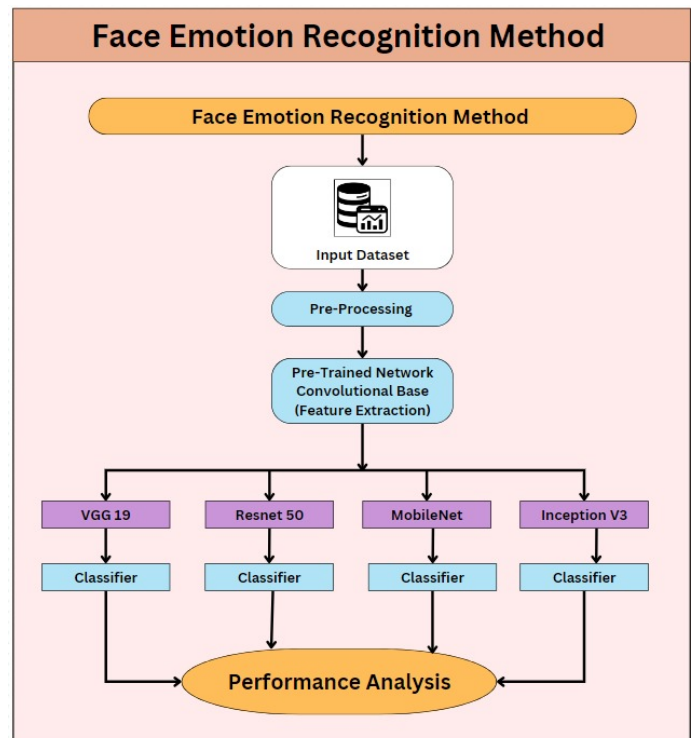 Face Emotion Recognition Method
Face Emotion Recognition Method
Input Dataset
Pre-Processing
Pre-Trained Network
Convolutional Base
(Feature Extraction)
VGG 19
Resnet 50
MobileNet
Inception V3
Classifier
Classifier
Classifier
Classifier
Performance Analysis